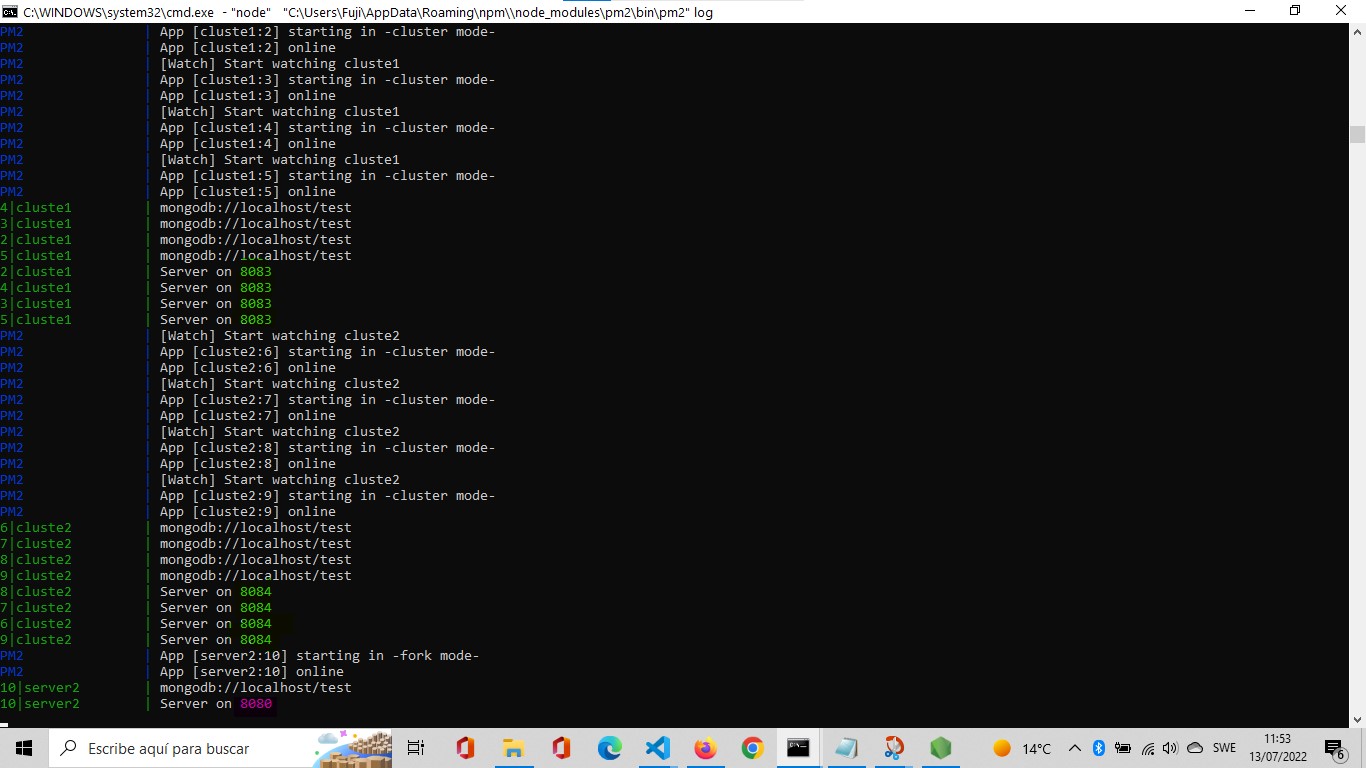 C:\WINDOWS\system32\cmd.exe - "node" "C:\Users\Fuji\AppData\Roaming\npm\\node_modules\pm2\bin\pm2" log
PM2 | App [cluste1:2] starting in -cluster mode-
PM2 | App [cluste1:2] online
PM2 | [Watch] Start watching cluste1
PM2 | App [cluste1:3] starting in -cluster mode-
PM2 | App [cluste1:3] online
PM2 | [Watch] Start watching cluste1
PM2 | App [cluste1:4] starting in -cluster mode-
PM2 | App [cluste1:4] online
PM2 | [Watch] Start watching cluste1
PM2 | App [cluste1:5] starting in -cluster mode-
PM2 | App [cluste1:5] online
4|cluste1 | mongodb://localhost/test
3|cluste1 | mongodb://localhost/test
2|cluste1 | mongodb://localhost/test
5|cluste1 | mongodb://localhost/test
2|cluste1 | Server on 8083
4|cluste1 | Server on 8083
3|cluste1 | Server on 8083
5|cluste1 | Server on 8083
PM2 | [Watch] Start watching cluste2
PM2 | App [cluste2:6] starting in -cluster mode-
PM2 | App [cluste2:6] online
PM2 | [Watch] Start watching cluste2
PM2 | App [cluste2:7] starting in -cluster mode-
PM2 | App [cluste2:7] online
PM2 | [Watch] Start watching cluste2
PM2 | App [cluste2:8] starting in -cluster mode-
PM2 | App [cluste2:8] online
PM2 | [Watch] Start watching cluste2
PM2 | App [cluste2:9] starting in -cluster mode-
PM2 | App [cluste2:9] online
6|cluste2 | mongodb://localhost/test
7|cluste2 | mongodb://localhost/test
8|cluste2 | mongodb://localhost/test
9|cluste2 | mongodb://localhost/test
8|cluste2 | Server on 8084
7|cluste2 | Server on 8084
6|cluste2 | Server on 8084
9|cluste2 | Server on 8084
PM2 | App [server2:10] starting in -fork mode-
PM2 | App [server2:10] online
10|server2 | mongodb://localhost/test
10|server2 | Server on 8080
Escribe aquí para buscar
14°C
SWE
11:53
13/07/2022
6